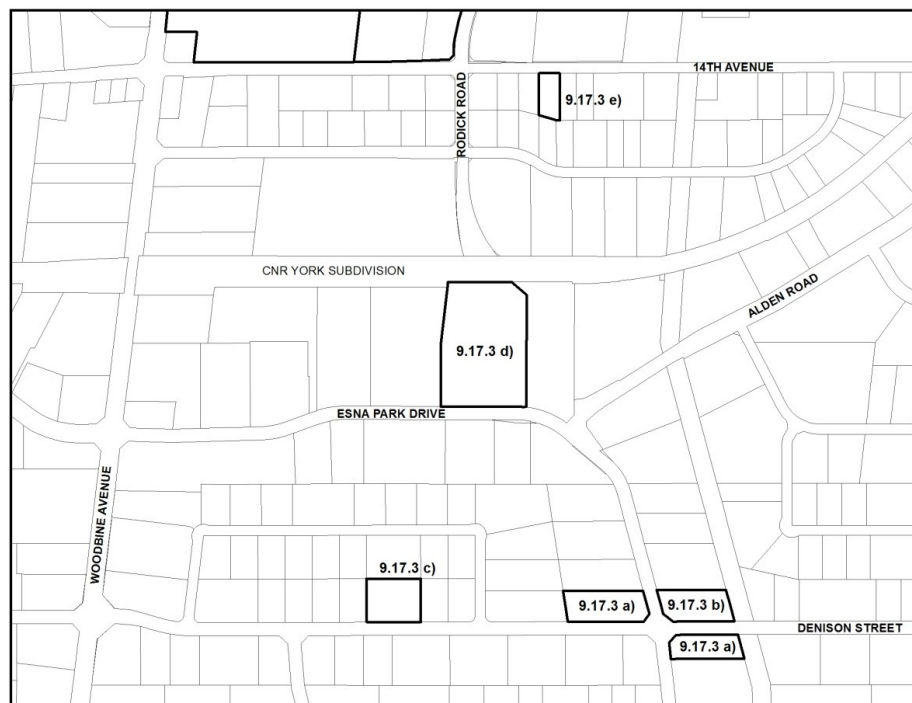 14TH AVENUE
RODICK ROAD
9.17.3 e)
CNR YORK SUBDIVISION
ALDEN ROAD
9.17.3 d)
ESNA PARK DRIVE
WOODBINE AVENUE
9.17.3 c)
9.17.3 a)
9.17.3 b)
DENISON STREET
9.17.3 a)